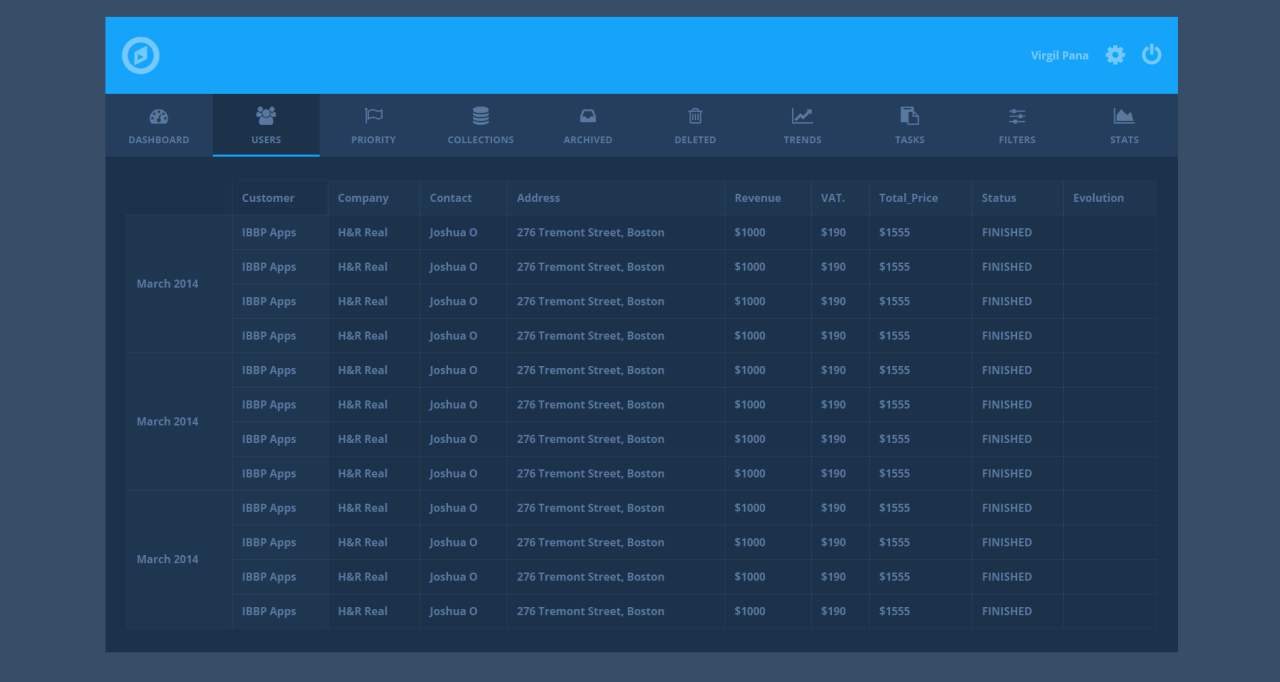 Virgil Pana
DASHBOARD USERS PRIORITY COLLECTIONS ARCHIVED DELETED TRENDS TASKS FILTERS STATS
Customer Company Contact Address Revenue VAT. Total_Price Status Evolution
IBBP Apps H&R Real Joshua O 276 Tremont Street, Boston $1000 $190 $1555 FINISHED
IBBP Apps H&R Real Joshua O 276 Tremont Street, Boston $1000 $190 $1555 FINISHED
March 2014
IBBP Apps H&R Real Joshua O 276 Tremont Street, Boston $1000 $190 $1555 FINISHED
IBBP Apps H&R Real Joshua O 276 Tremont Street, Boston $1000 $190 $1555 FINISHED
IBBP Apps H&R Real Joshua O 276 Tremont Street, Boston $1000 $190 $1555 FINISHED
IBBP Apps H&R Real Joshua O 276 Tremont Street, Boston $1000 $190 $1555 FINISHED
March 2014
IBBP Apps H&R Real Joshua O 276 Tremont Street, Boston $1000 $190 $1555 FINISHED
IBBP Apps H&R Real Joshua O 276 Tremont Street, Boston $1000 $190 $1555 FINISHED
IBBP Apps H&R Real Joshua O 276 Tremont Street, Boston $1000 $190 $1555 FINISHED
IBBP Apps H&R Real Joshua O 276 Tremont Street, Boston $1000 $190 $1555 FINISHED
March 2014
IBBP Apps H&R Real Joshua O 276 Tremont Street, Boston $1000 $190 $1555 FINISHED
IBBP Apps H&R Real Joshua O 276 Tremont Street, Boston $1000 $190 $1555 FINISHED